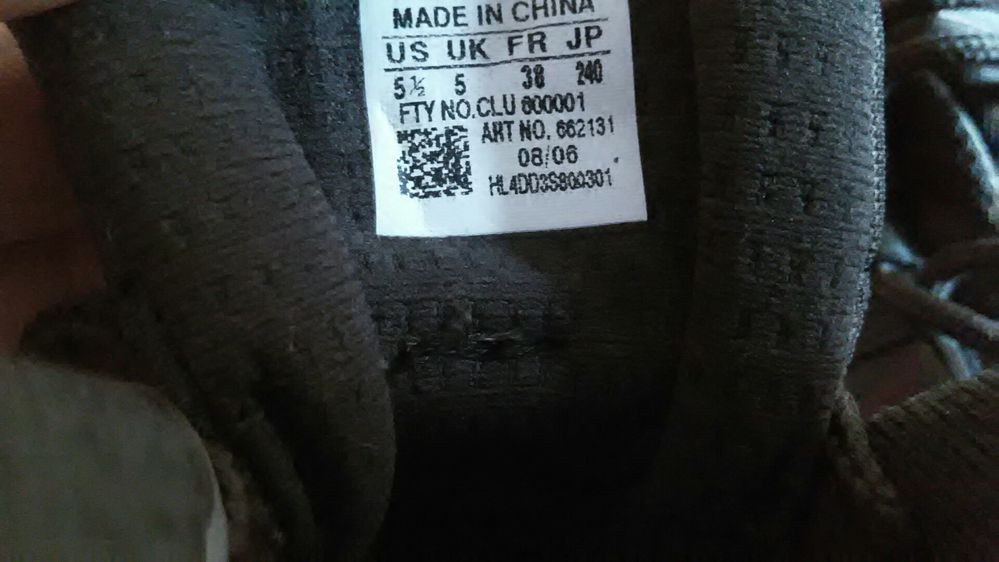 MADE IN CHINA
US UK FR JP
5½ 5 38 240
FTY NO.CLU 600001
ART NO. 662131
08/06
HL4DD3S800301